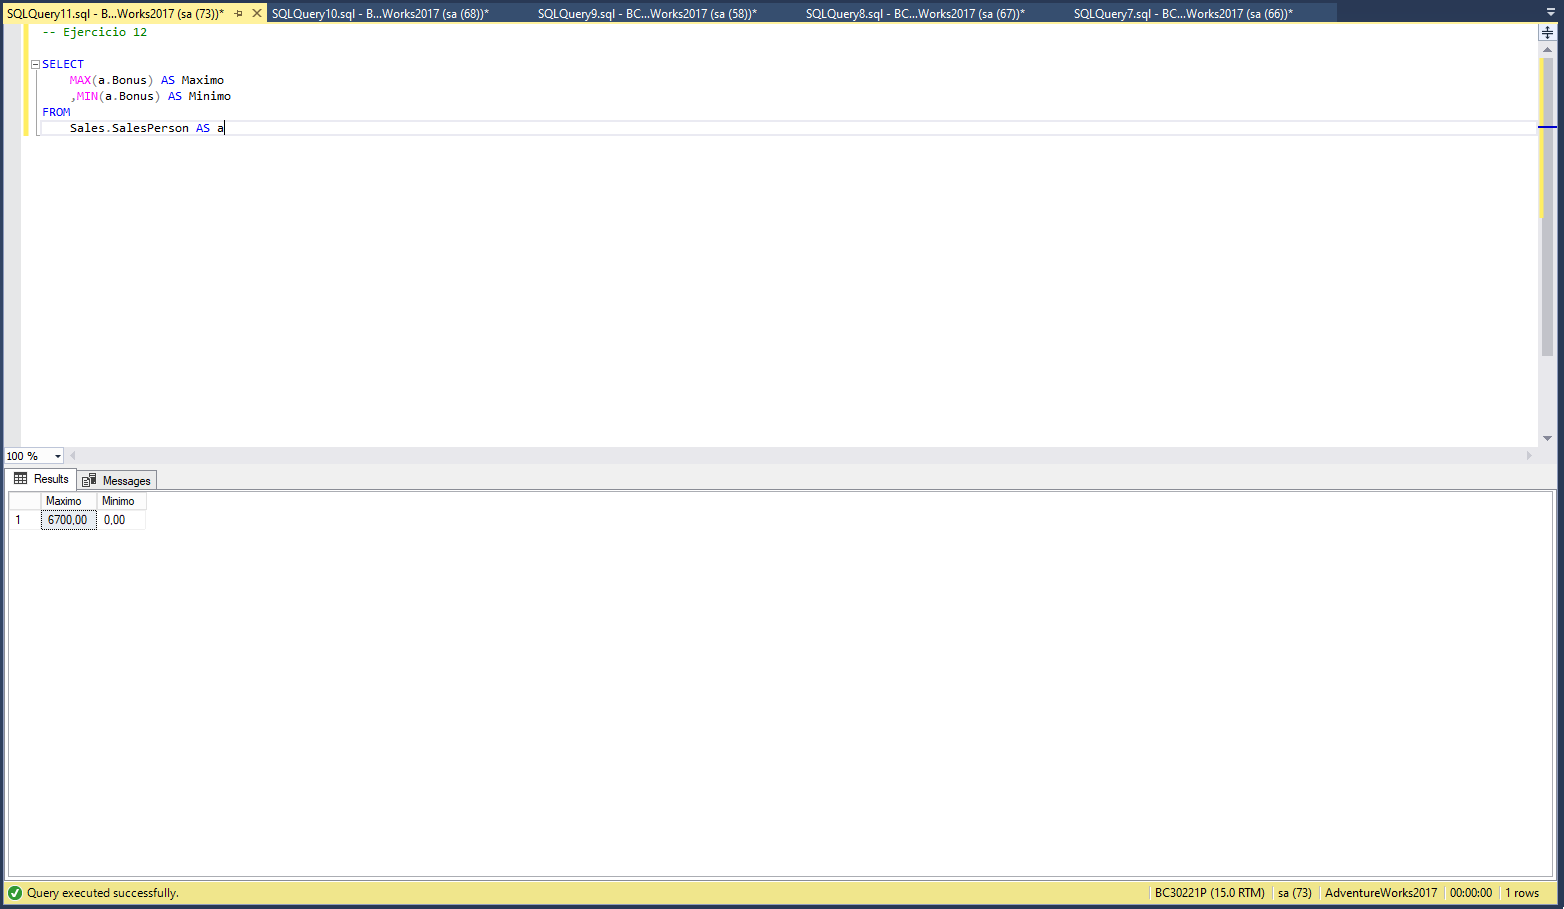 SQLQuery11.sql - B...Works2017 (sa (73))* SQLQuery10.sql - B...Works2017 (sa (68))* SQLQuery9.sql - BC...Works2017 (sa (58))* SQLQuery8.sql - BC...Works2017 (sa (67))* SQLQuery7.sql - BC...Works2017 (sa (66))*
-- Ejercicio 12
SELECT
MAX(a.Bonus) AS Maximo
,MIN(a.Bonus) AS Minimo
FROM
Sales.SalesPerson AS a
100 %
Results Messages
Maximo Minimo
1 6700,00 0,00
Query executed successfully. BC30221P (15.0 RTM) sa (73) AdventureWorks2017 00:00:00 1 rows